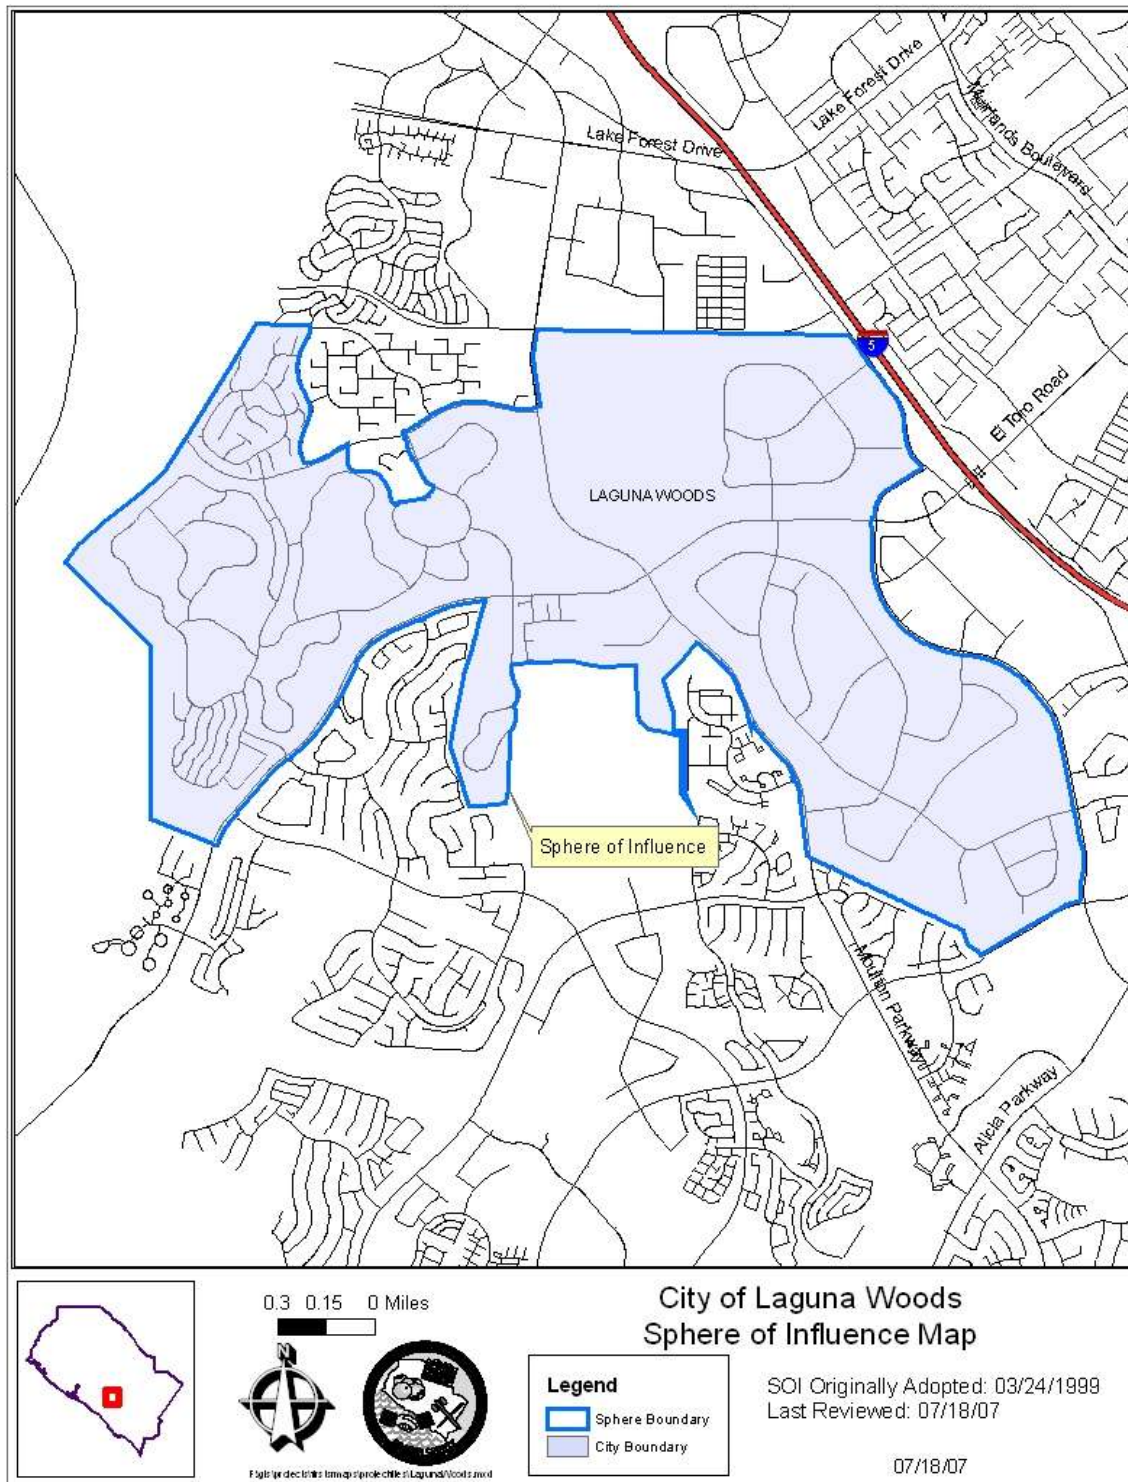 Lake Forest Drive
Lake Forest Drive
Muirlands Boulevard
5
El Toro Road
LAGUNA WOODS
Sphere of Influence
Moulton Parkway
Alicia Parkway
0.3 0.15 0 Miles
N
City of Laguna Woods
Sphere of Influence Map
Legend
Sphere Boundary
City Boundary
SOI Originally Adopted: 03/24/1999
Last Reviewed: 07/18/07
07/18/07